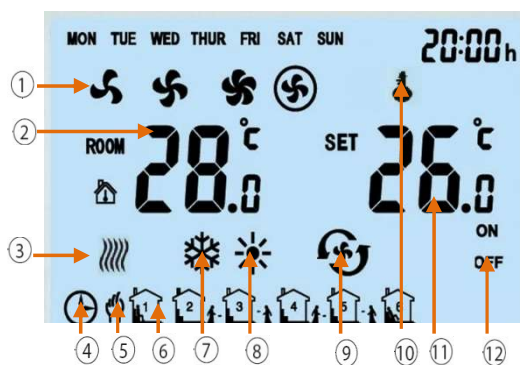 MON TUE WED THUR FRI SAT SUN 20:00h
①
② ROOM 28.0 °C SET 26.0 °C
ON
③ OFF
1 2 3 4 5 6
④ ⑤ ⑥ ⑦ ⑧ ⑨ ⑩ ⑪ ⑫